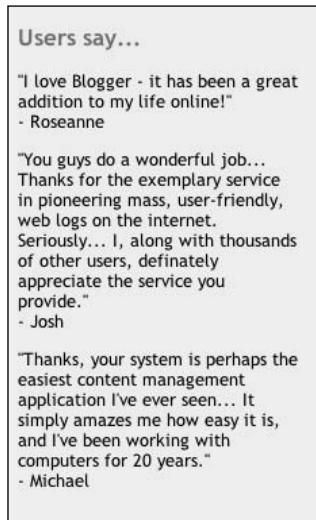 Users say...
"I love Blogger - it has been a great
addition to my life online!"
- Roseanne
"You guys do a wonderful job...
Thanks for the exemplary service
in pioneering mass, user-friendly,
web logs on the internet.
Seriously... I, along with thousands
of other users, definately
appreciate the service you
provide."
- Josh
"Thanks, your system is perhaps the
easiest content management
application I've ever seen... It
simply amazes me how easy it is,
and I've been working with
computers for 20 years."
- Michael